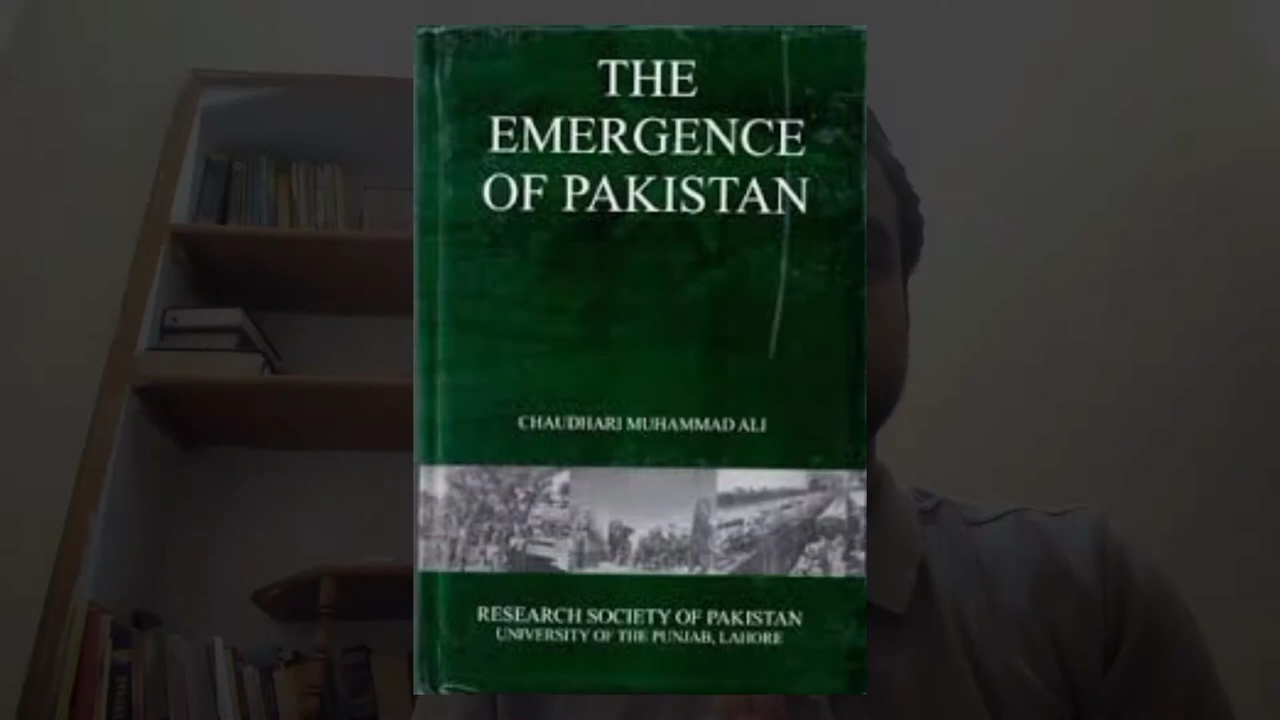 THE
EMERGENCE
OF PAKISTAN
CHAUDHARI MUHAMMAD ALI
RESEARCH SOCIETY OF PAKISTAN
UNIVERSITY OF THE PUNJAB, LAHORE